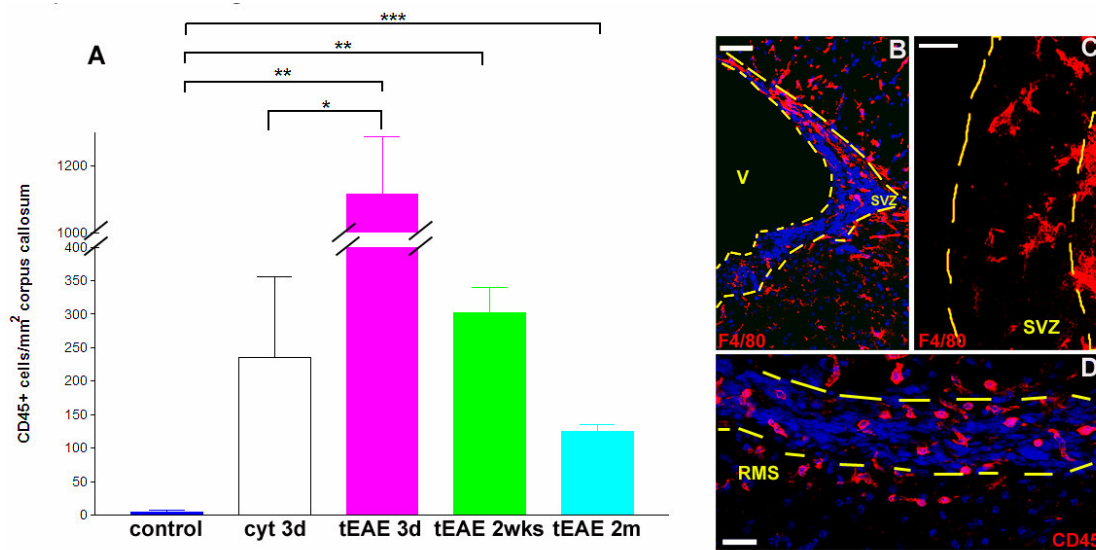 ***
**
A
**
*
CD45+ cells/mm² corpus callosum
1200
1000
400
350
300
250
200
150
100
50
0
control cyt 3d tEAE 3d tEAE 2wks tEAE 2m
B
V
SVZ
F4/80
C
SVZ
F4/80
D
RMS
CD45